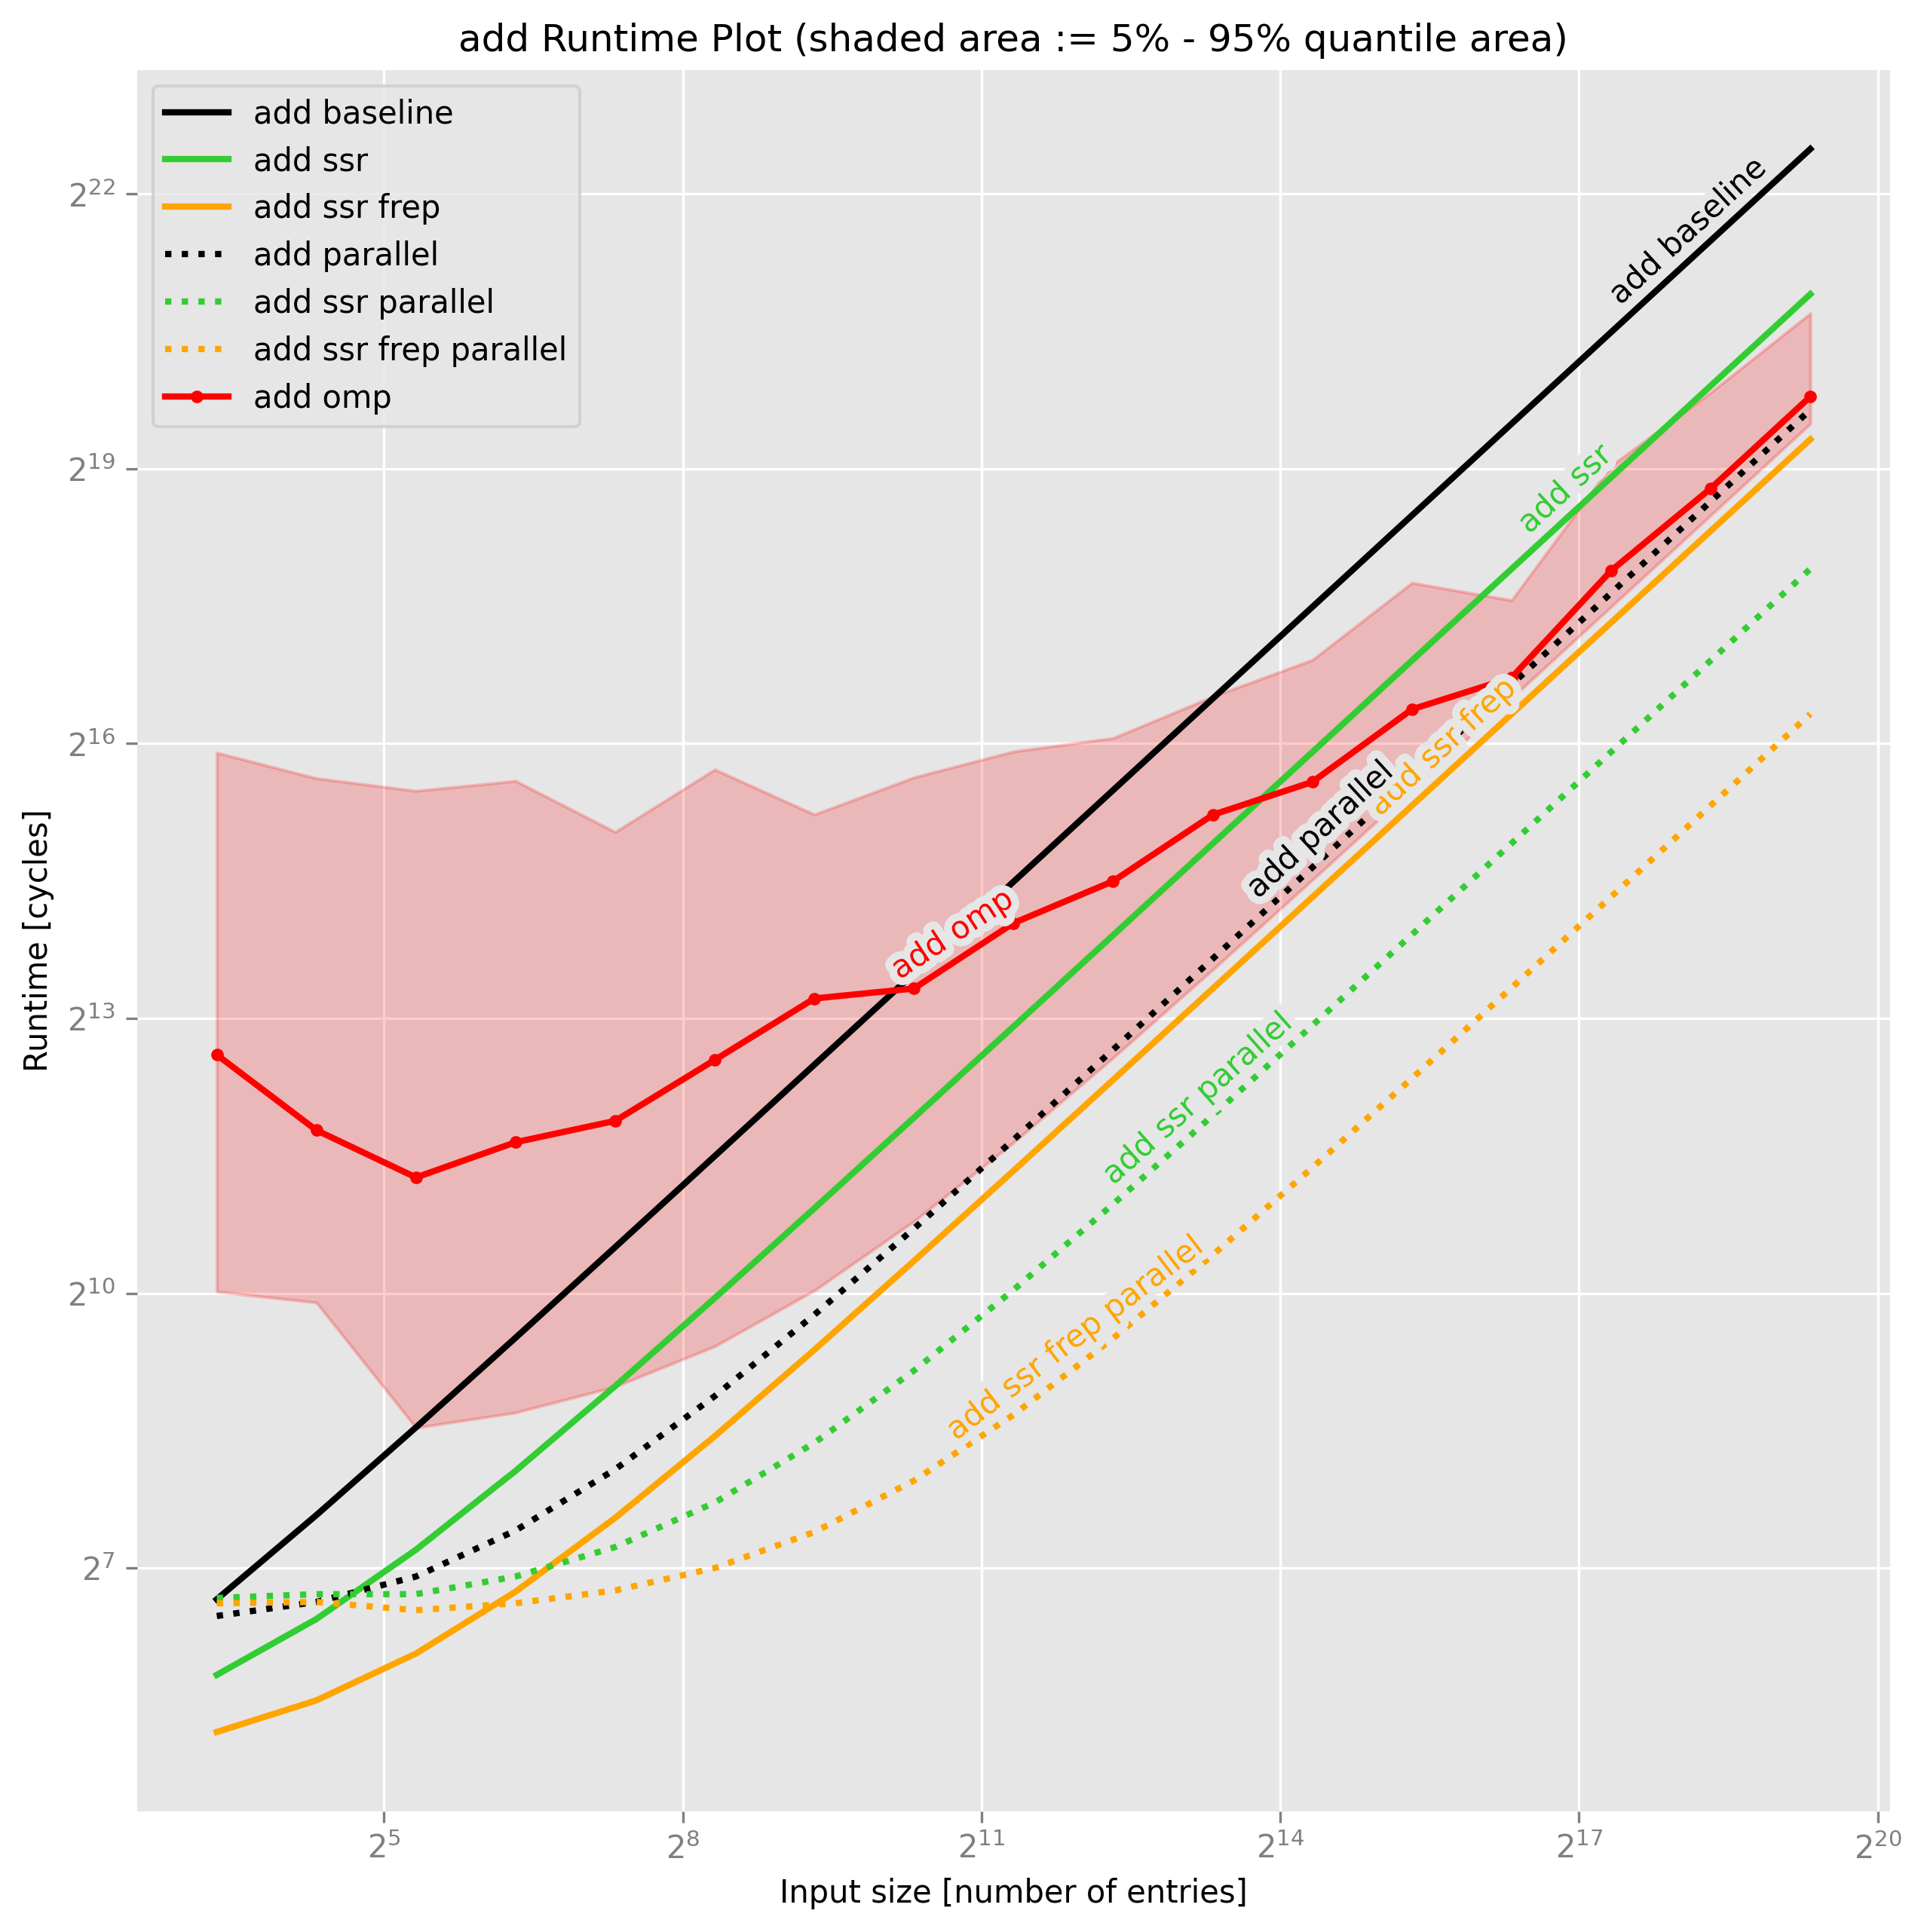 add Runtime Plot (shaded area := 5% - 95% quantile area)
add baseline
add ssr
add ssr frep
add parallel
add ssr parallel
add ssr frep parallel
add omp
Runtime [cycles]
2^22
2^19
2^16
2^13
2^10
2^7
add baseline
add ssr
add ssr frep
add parallel
add omp
add ssr parallel
add ssr frep parallel
2^5 2^8 2^11 2^14 2^17 2^20
Input size [number of entries]